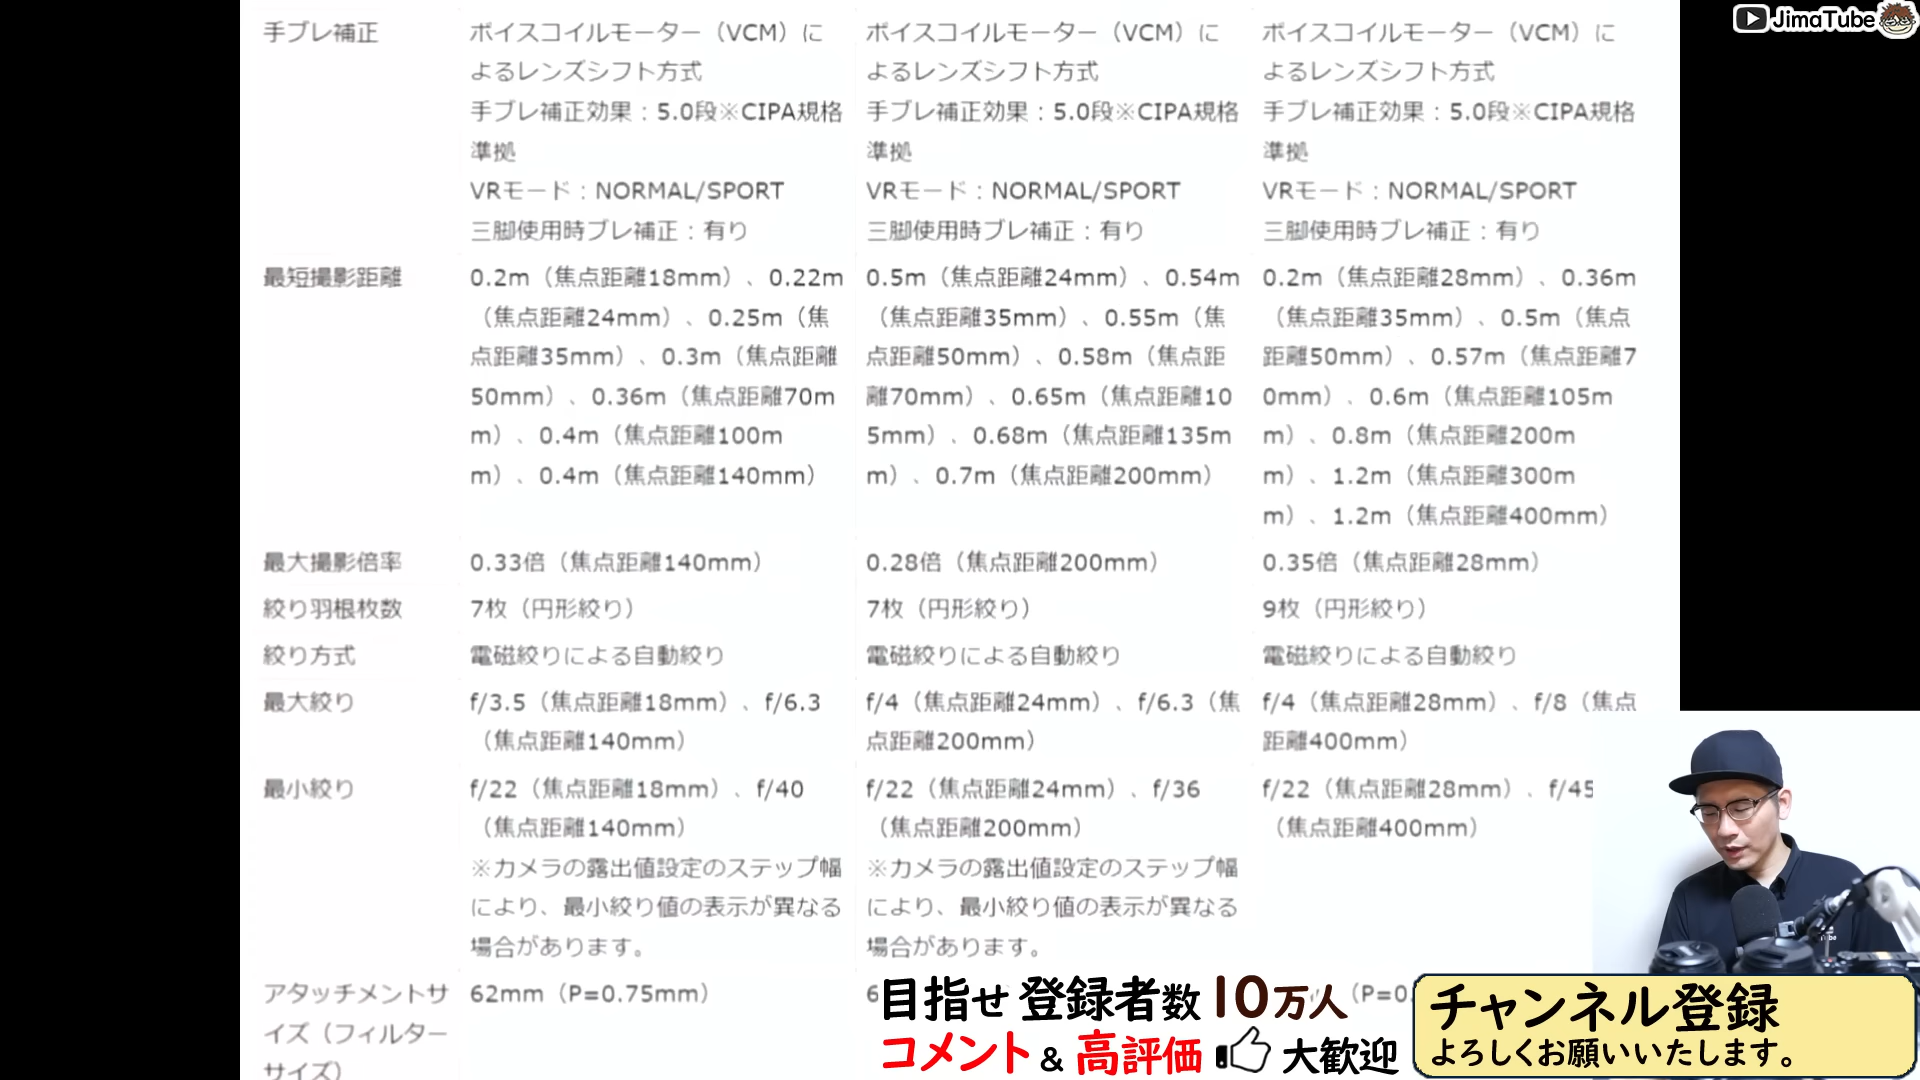 手ブレ補正
ボイスコイルモーター（VCM）に
よるレンズシフト方式
手ブレ補正効果：5.0段※CIPA規格
準拠
VRモード：NORMAL/SPORT
三脚使用時ブレ補正：有り
ボイスコイルモーター（VCM）に
よるレンズシフト方式
手ブレ補正効果：5.0段※CIPA規格
準拠
VRモード：NORMAL/SPORT
三脚使用時ブレ補正：有り
ボイスコイルモーター（VCM）に
よるレンズシフト方式
手ブレ補正効果：5.0段※CIPA規格
準拠
VRモード：NORMAL/SPORT
三脚使用時ブレ補正：有り
最短撮影距離
0.2m（焦点距離18mm）、0.22m
（焦点距離24mm）、0.25m（焦
点距離35mm）、0.3m（焦点距離
50mm）、0.36m（焦点距離70m
m）、0.4m（焦点距離100m
m）、0.4m（焦点距離140mm）
0.5m（焦点距離24mm）、0.54m
（焦点距離35mm）、0.55m（焦
点距離50mm）、0.58m（焦点距
離70mm）、0.65m（焦点距離10
5mm）、0.68m（焦点距離135m
m）、0.7m（焦点距離200mm）
0.2m（焦点距離28mm）、0.36m
（焦点距離35mm）、0.5m（焦点
距離50mm）、0.57m（焦点距離7
0mm）、0.6m（焦点距離105m
m）、0.8m（焦点距離200m
m）、1.2m（焦点距離300m
m）、1.2m（焦点距離400mm）
最大撮影倍率
0.33倍（焦点距離140mm）
0.28倍（焦点距離200mm）
0.35倍（焦点距離28mm）
絞り羽根枚数
7枚（円形絞り）
7枚（円形絞り）
9枚（円形絞り）
絞り方式
電磁絞りによる自動絞り
電磁絞りによる自動絞り
電磁絞りによる自動絞り
最大絞り
f/3.5（焦点距離18mm）、f/6.3
（焦点距離140mm）
f/4（焦点距離24mm）、f/6.3（焦
点距離200mm）
f/4（焦点距離28mm）、f/8（焦点
距離400mm）
最小絞り
f/22（焦点距離18mm）、f/40
（焦点距離140mm）
※カメラの露出値設定のステップ幅
により、最小絞り値の表示が異なる
場合があります。
f/22（焦点距離24mm）、f/36
（焦点距離200mm）
※カメラの露出値設定のステップ幅
により、最小絞り値の表示が異なる
場合があります。
f/22（焦点距離28mm）、f/45
（焦点距離400mm）
アタッチメントサ
イズ（フィルター
サイズ）
62mm（P=0.75mm）
JimaTube
目指せ 登録者数 10万人
コメント & 高評価 大歓迎
チャンネル登録
よろしくお願いいたします。